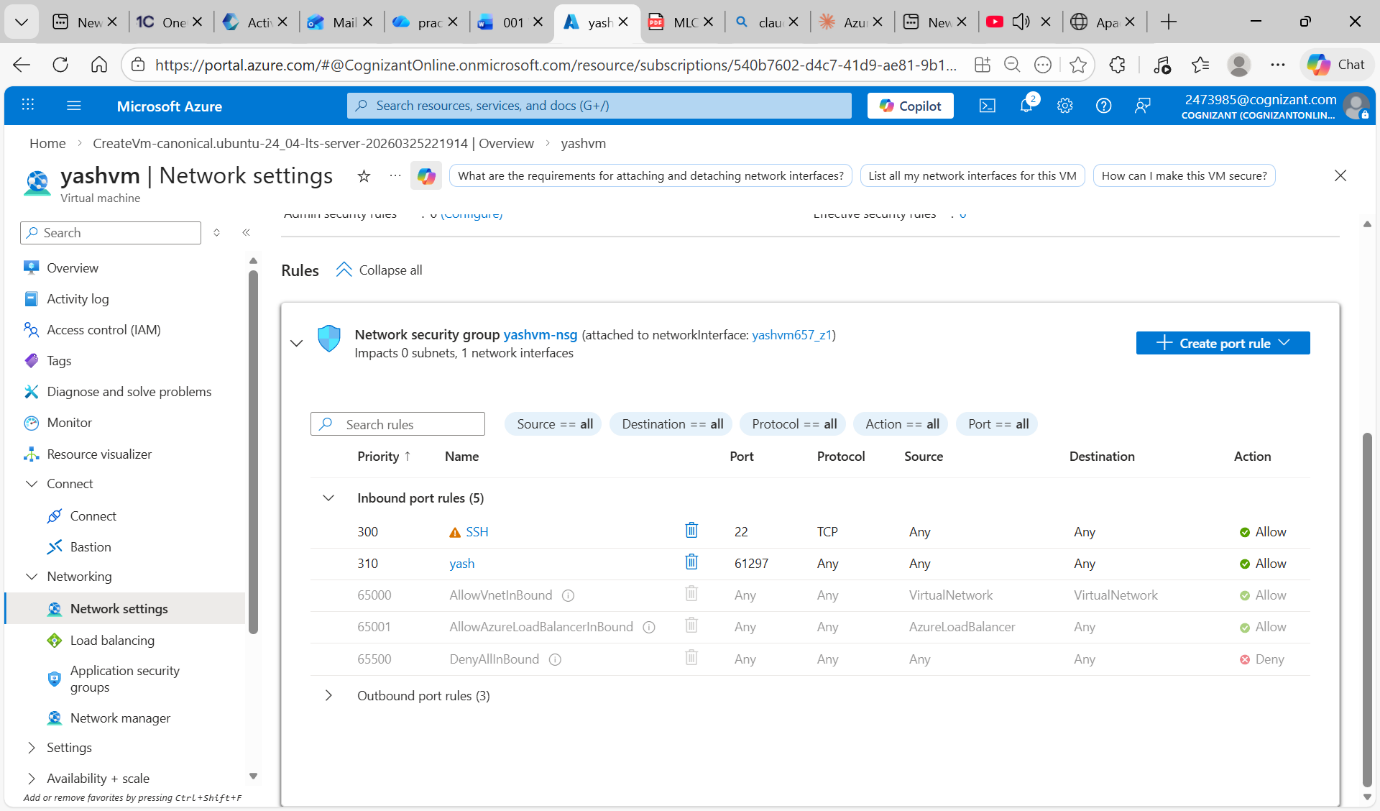 New
1C One
Activ
Mail
prac
001
yash
MLC
clau
Azu
New
Apa
https://portal.azure.com/#@CognizantOnline.onmicrosoft.com/resource/subscriptions/540b7602-d4c7-41d9-ae81-9b1...
Chat
Microsoft Azure
Search resources, services, and docs (G+/)
Copilot
2
2473985@cognizant.com
COGNIZANT (COGNIZANTONLIN...
Home > CreateVm-canonical.ubuntu-24_04-lts-server-20260325221914 | Overview > yashvm
yashvm | Network settings
Virtual machine
What are the requirements for attaching and detaching network interfaces?
List all my network interfaces for this VM
How can I make this VM secure?
Search
Overview
Activity log
Access control (IAM)
Tags
Diagnose and solve problems
Monitor
Resource visualizer
Connect
Connect
Bastion
Networking
Network settings
Load balancing
Application security
groups
Network manager
Settings
Availability + scale
Add or remove favorites by pressing Ctrl+Shift+F
Admin security rules : 0 (Configure)
Effective security rules : 0
Rules Collapse all
Network security group yashvm-nsg (attached to networkInterface: yashvm657_z1)
Impacts 0 subnets, 1 network interfaces
Create port rule
Search rules
Source == all
Destination == all
Protocol == all
Action == all
Port == all
Priority ↑ Name Port Protocol Source Destination Action
Inbound port rules (5)
300 SSH 22 TCP Any Any Allow
310 yash 61297 Any Any Any Allow
65000 AllowVnetInBound Any Any VirtualNetwork VirtualNetwork Allow
65001 AllowAzureLoadBalancerInBound Any Any AzureLoadBalancer Any Allow
65500 DenyAllInBound Any Any Any Any Deny
Outbound port rules (3)